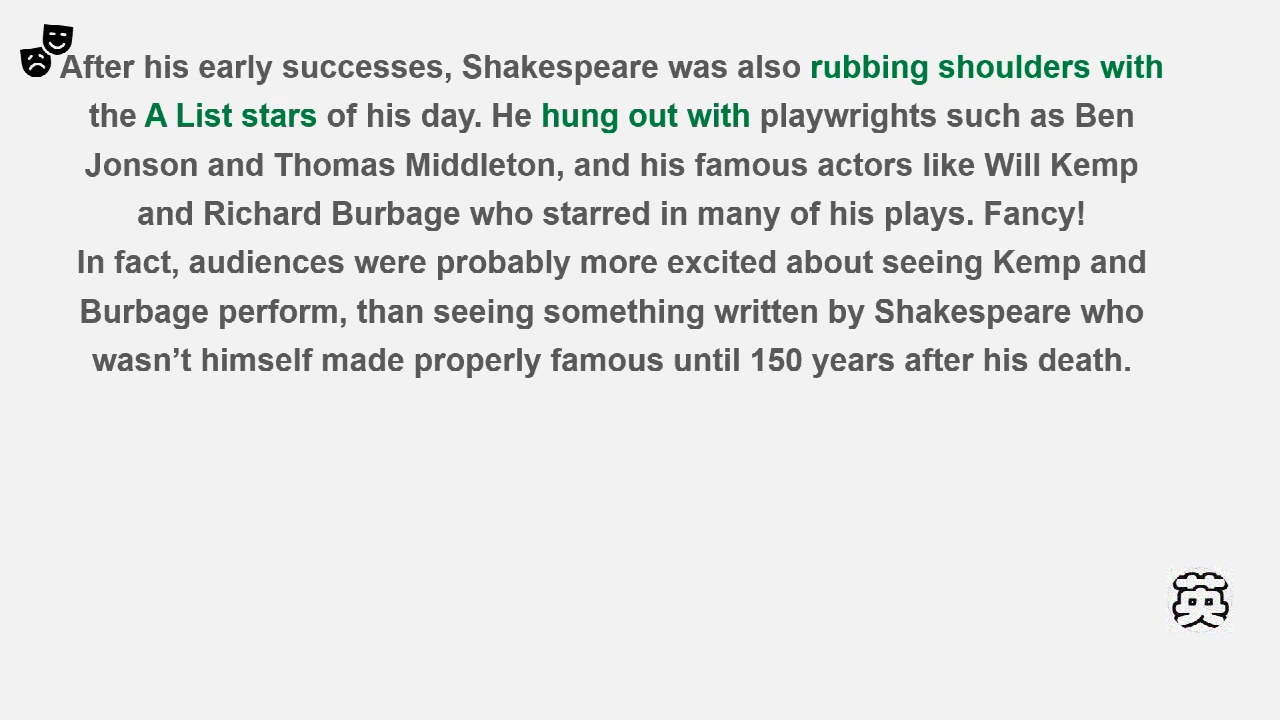 After his early successes, Shakespeare was also rubbing shoulders with
the A List stars of his day. He hung out with playwrights such as Ben
Jonson and Thomas Middleton, and his famous actors like Will Kemp
and Richard Burbage who starred in many of his plays. Fancy!
In fact, audiences were probably more excited about seeing Kemp and
Burbage perform, than seeing something written by Shakespeare who
wasn’t himself made properly famous until 150 years after his death.
英